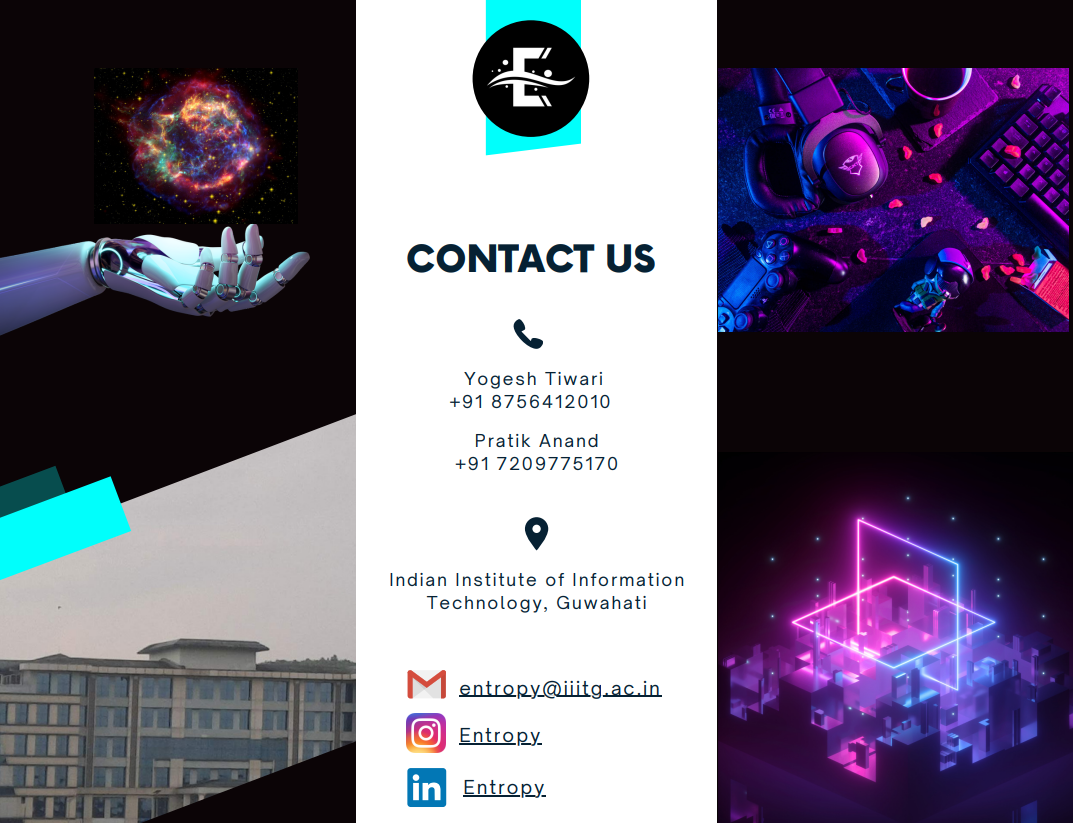 E
CONTACT US
Yogesh Tiwari
+91 8756412010
Pratik Anand
+91 7209775170
Indian Institute of Information
Technology, Guwahati
entropy@iiitg.ac.in
Entropy
in
Entropy